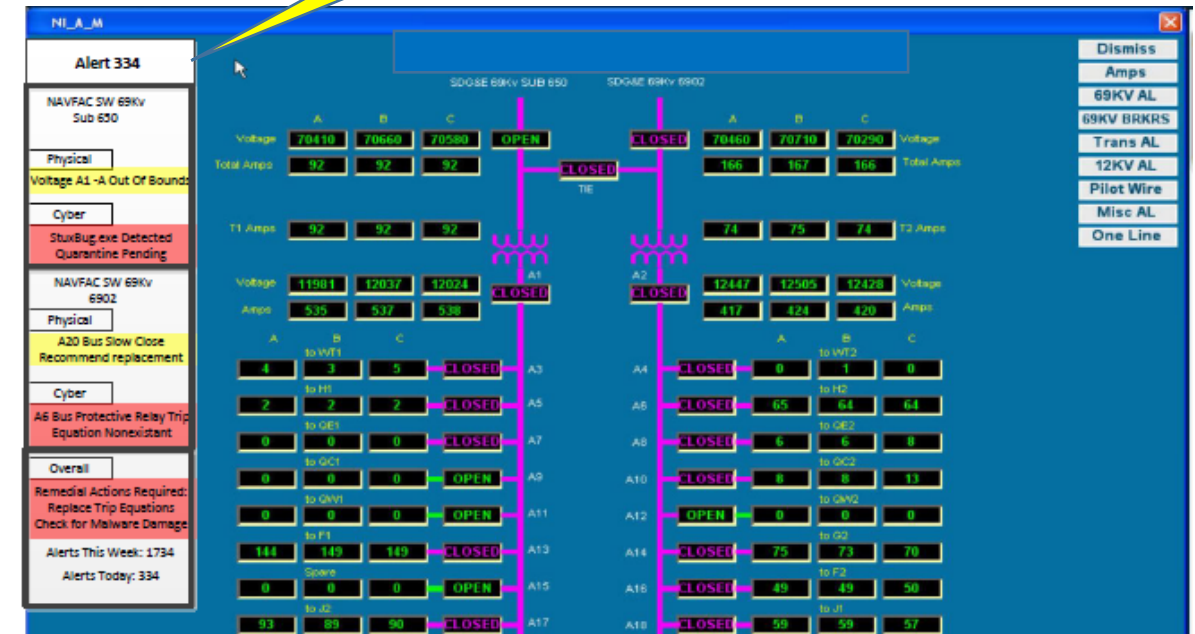 NI_A_M
Alert 334
NAVFAC SW 69Kv
Sub 650
Physical
Voltage A1 -A Out Of Bounds
Cyber
StuxBug.exe Detected
Quarantine Pending
NAVFAC SW 69Kv
6902
Physical
A20 Bus Slow Close
Recommend replacement
Cyber
A6 Bus Protective Relay Trip
Equation Nonexistant
Overall
Remedial Actions Required:
Replace Trip Equations
Check for Malware Damage
Alerts This Week: 1734
Alerts Today: 334
SDG&E 69Kv SUB 650 SDG&E 69Kv 6902
A B C A B C
Voltage 70410 70660 70580 OPEN CLOSED 70460 70710 70290 Voltage
Total Amps 92 92 92 CLOSED 166 167 166 Total Amps
TIE
T1 Amps 92 92 92 74 75 74 T2 Amps
A1 A2
Voltage 11981 12037 12024 CLOSED CLOSED 12447 12505 12428 Voltage
Amps 535 537 538 417 424 420 Amps
A B C A B C
to WT1 to WT2
4 3 5 CLOSED A3 A4 CLOSED 0 1 0
to H1 to H2
2 2 2 CLOSED A5 A6 CLOSED 65 64 64
to QE1 to QE2
0 0 0 CLOSED A7 A8 CLOSED 6 6 8
to QC1 to QC2
0 0 0 OPEN A9 A10 CLOSED 8 8 13
to QW1 to QW2
0 0 0 OPEN A11 A12 OPEN 0 0 0
to F1 to G2
144 149 149 CLOSED A13 A14 CLOSED 75 73 70
Spare to F2
0 0 0 OPEN A15 A16 CLOSED 49 49 50
to J2 to J1
93 89 90 CLOSED A17 A18 CLOSED 59 59 57
Dismiss
Amps
69KV AL
69KV BRKRS
Trans AL
12KV AL
Pilot Wire
Misc AL
One Line